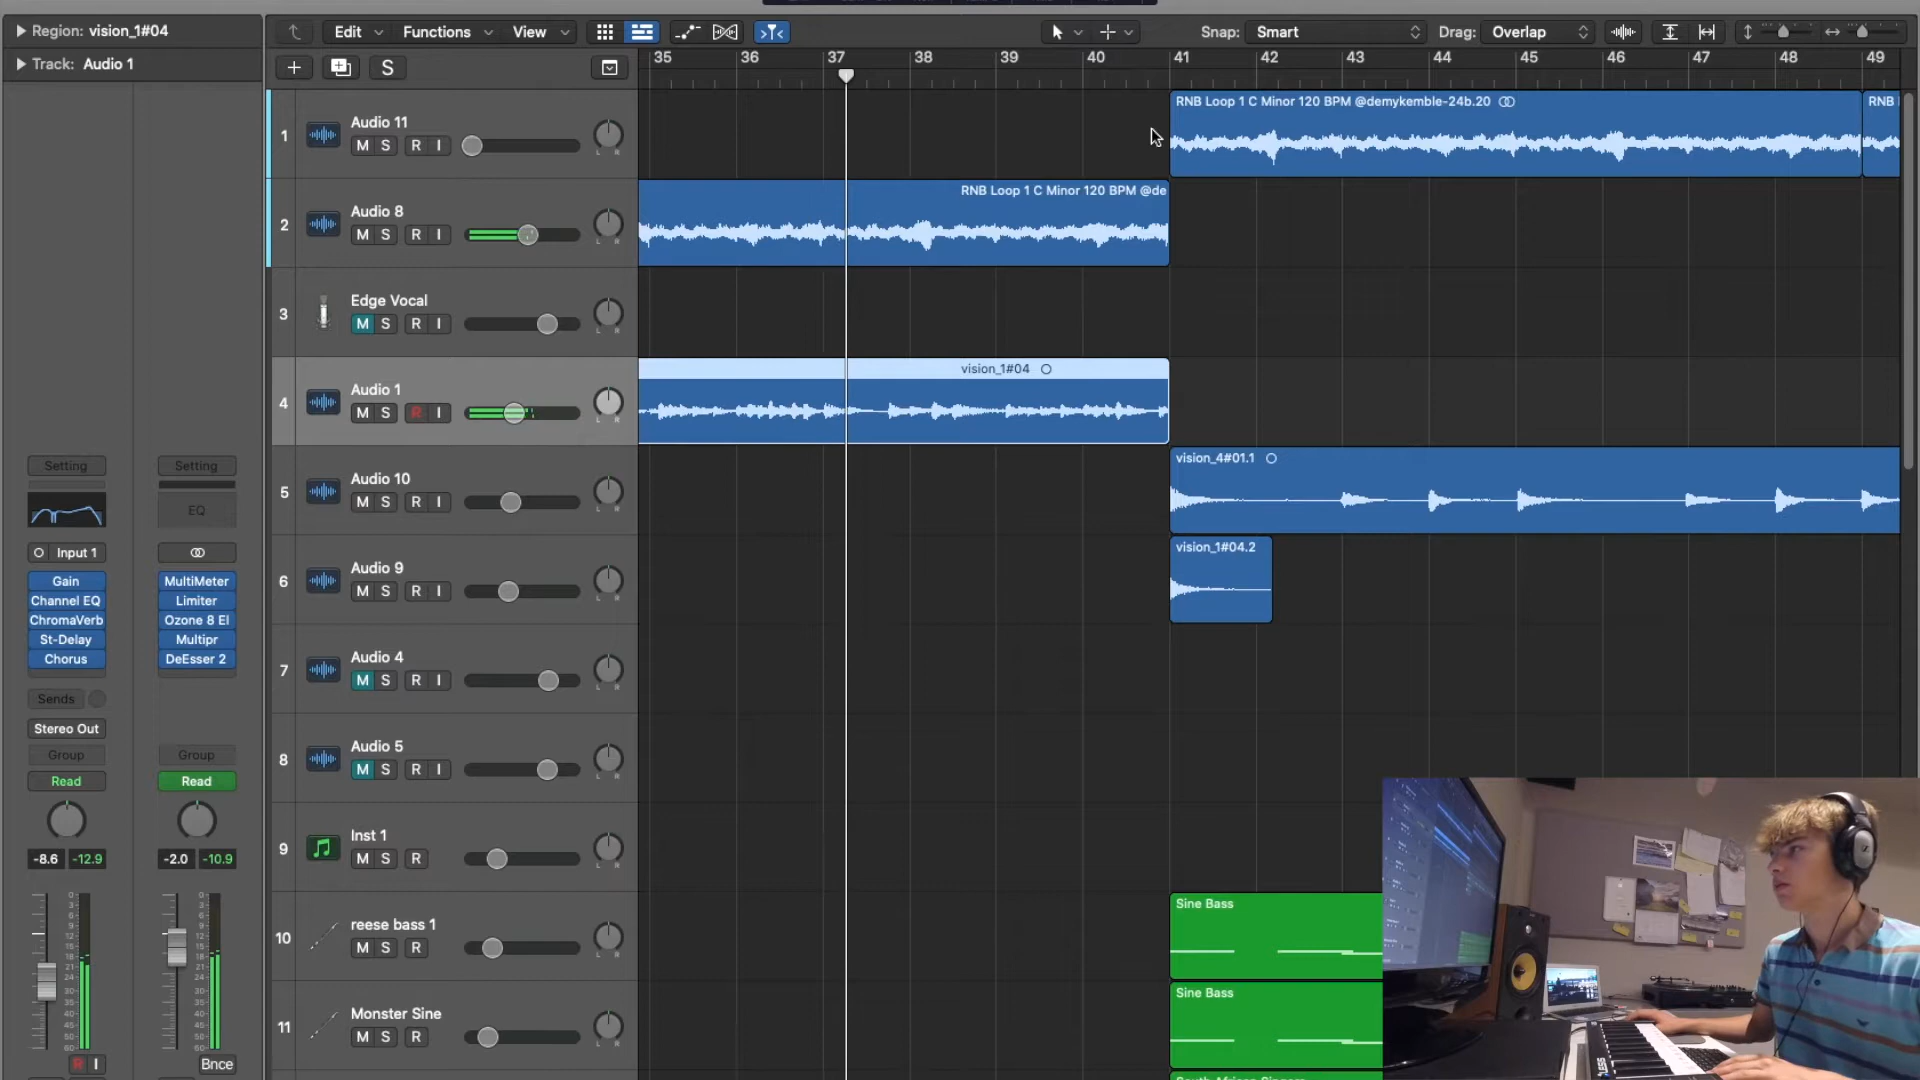 Region: vision_1#04
Edit Functions View
Snap: Smart
Drag: Overlap
Track: Audio 1
S
35 36 37 38 39 40 41 42 43 44 45 46 47 48 49
1 Audio 11
M S R I
L R
RNB Loop 1 C Minor 120 BPM @demykemble-24b.20
RNB
2 Audio 8
M S R I
L R
RNB Loop 1 C Minor 120 BPM @de
3 Edge Vocal
M S R I
L R
4 Audio 1
M S R I
L R
vision_1#04
5 Audio 10
M S R I
L R
vision_4#01.1
6 Audio 9
M S R I
L R
vision_1#04.2
7 Audio 4
M S R I
L R
8 Audio 5
M S R I
L R
9 Inst 1
M S R
L R
10 reese bass 1
M S R
L R
Sine Bass
11 Monster Sine
M S R
L R
Sine Bass
Setting Setting
EQ
Input 1
Gain MultiMeter
Channel EQ Limiter
ChromaVerb Ozone 8 El
St-Delay Multipr
Chorus DeEsser 2
Sends
Stereo Out
Group Group
Read Read
-8.6 -12.9 -2.0 -10.9
R I Bnce